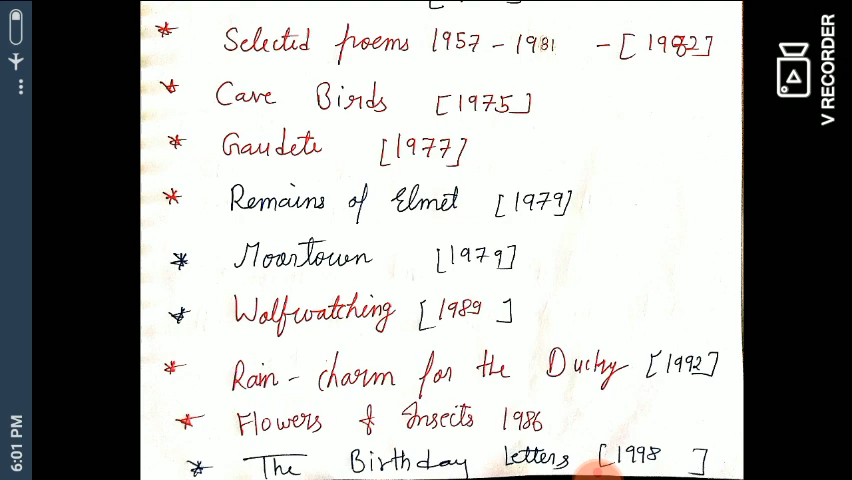 * Selected poems 1957 - 1981 - [1982]
* Cave Birds [1975]
* Gaudete [1977]
* Remains of Elmet [1979]
* Moortown [1979]
* Wolfwatching [1989]
* Rain-charm for the Duchy [1992]
* Flowers & Insects 1986
* The Birthday Letters [1998]
6:01 PM
V RECORDER